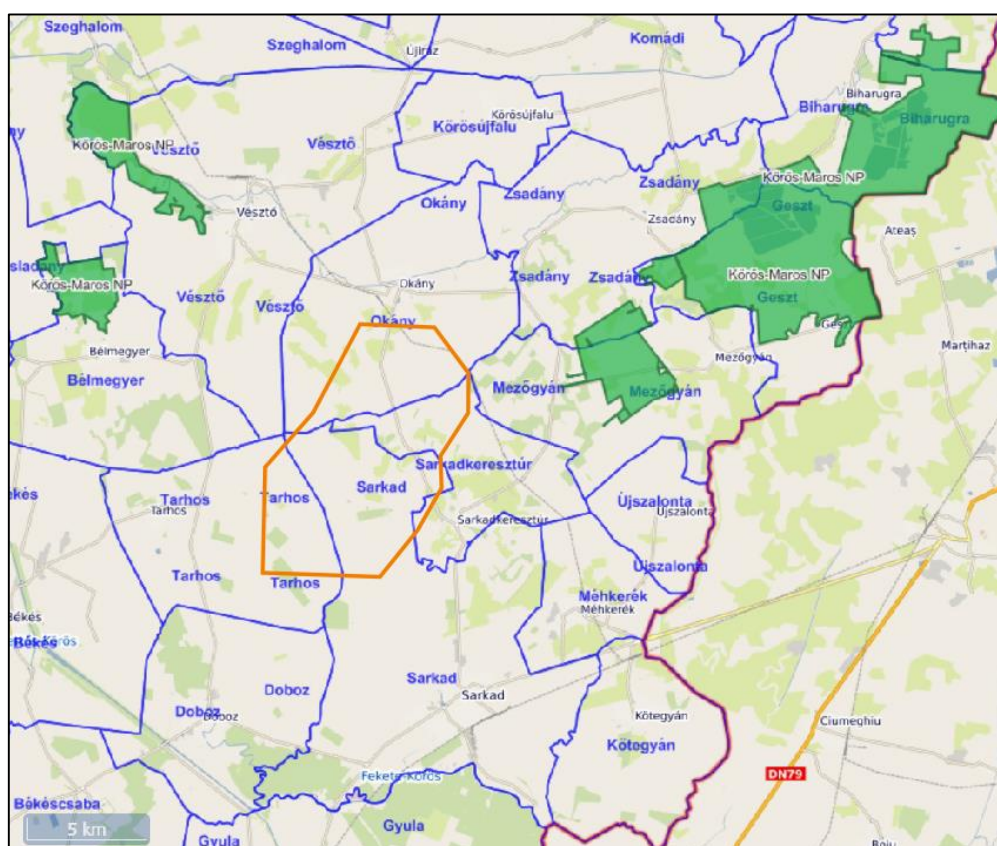 Szeghalom
Szeghalom
Újiráz
Komádi
Biharugra
Biharugra
Biharugra
Kőrösújfalu
Körösújfalu
Körös-Maros NP
Vésztő
Vésztő
Zsadány
Körös-Maros NP
Okány
Zsadány
Geszt
Vésztő
Zsadány
Ateaș
Körös-Maros NP
Okány
Zsadány
Zsadány
Körös-Maros NP
Vésztő
Vésztő
Geszt
Okány
Geszt
Bélmegyer
Mezőgyán
Marțihaz
Bélmegyer
Mezőgyán
Mezőgyán
Sarkadkeresztúr
Tarhos
Tarhos
Sarkad
Újszalonta
Tarhos
Sarkadkeresztúr
Újszalonta
Tarhos
Tarhos
Újszalonta
Méhkerék
Méhkerék
Békés
Békés
Sarkad
Doboz
Sarkad
Doboz
Doboz
Kötegyán
Ciumeghiu
Kötegyán
DN79
Fekete-Körös
Békéscsaba
5 km
Gyula
Gyula